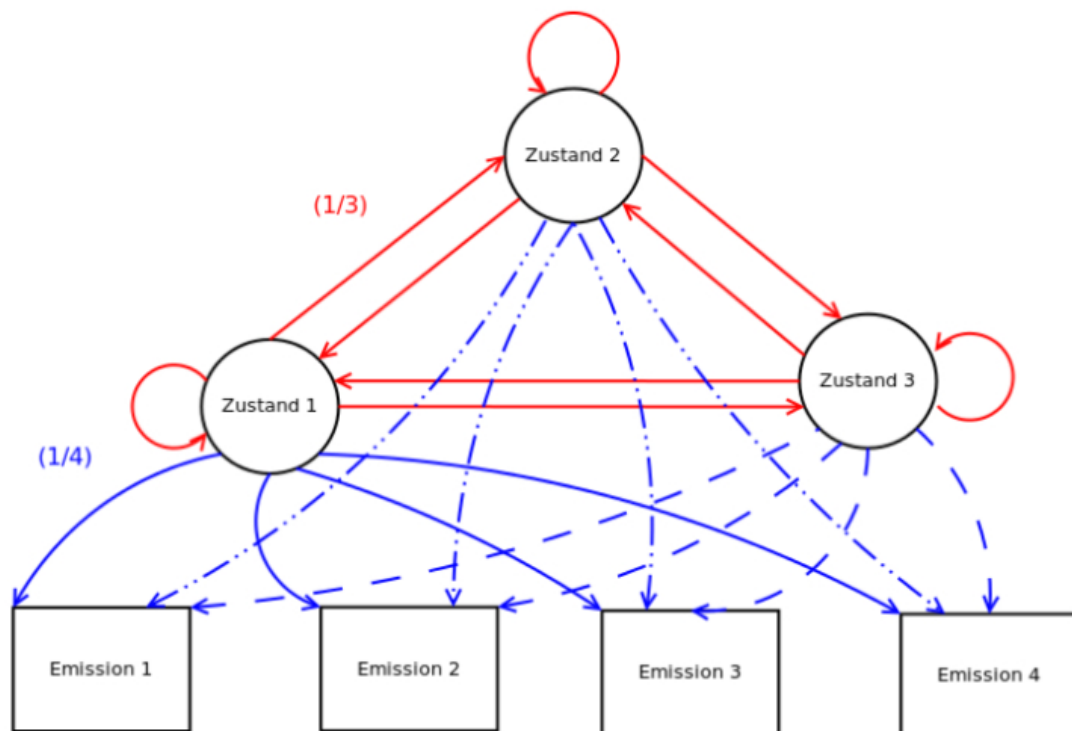 Zustand 2
(1/3)
Zustand 3
Zustand 1
(1/4)
Emission 1
Emission 2
Emission 3
Emission 4